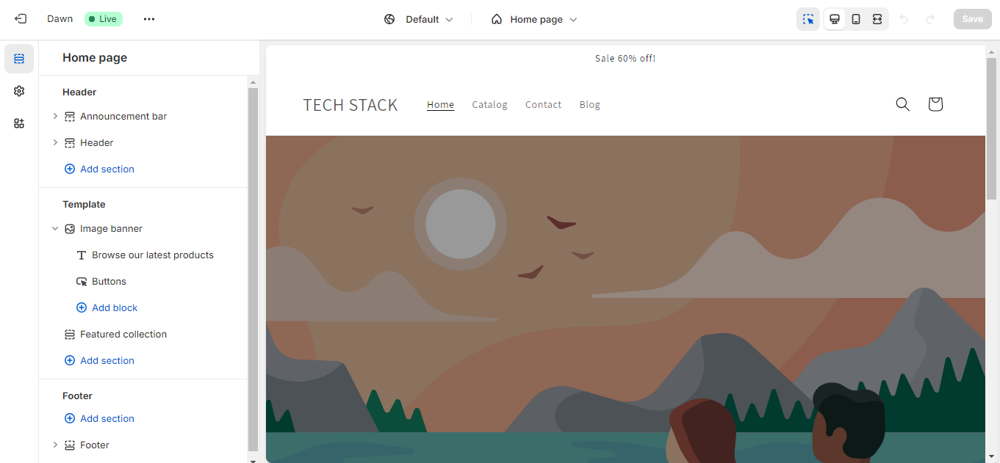 Dawn
Live
Default
Home page
Save
Home page
Header
Announcement bar
Header
Add section
Template
Image banner
Browse our latest products
Buttons
Add block
Featured collection
Add section
Footer
Add section
Footer
Sale 60% off!
TECH STACK
Home
Catalog
Contact
Blog